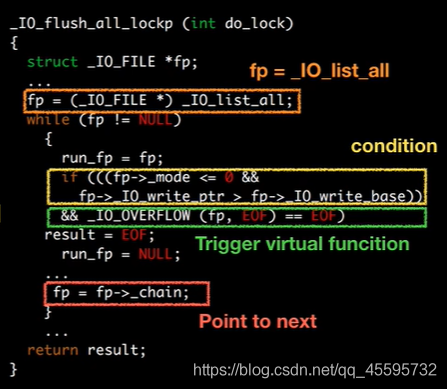 _IO_flush_all_lockp (int do_lock)
{
struct _IO_FILE *fp;
...
fp = _IO_list_all
fp = (_IO_FILE *) _IO_list_all;
while (fp != NULL)
{
run_fp = fp;
condition
if (((fp->_mode <= 0 &&
fp->_IO_write_ptr > fp->_IO_write_base))
&& _IO_OVERFLOW (fp, EOF) == EOF)
result = EOF;
Trigger virtual funcition
run_fp = NULL;
...
fp = fp->_chain;
}
Point to next
...
return result;
}
https://blog.csdn.net/qq_45595732